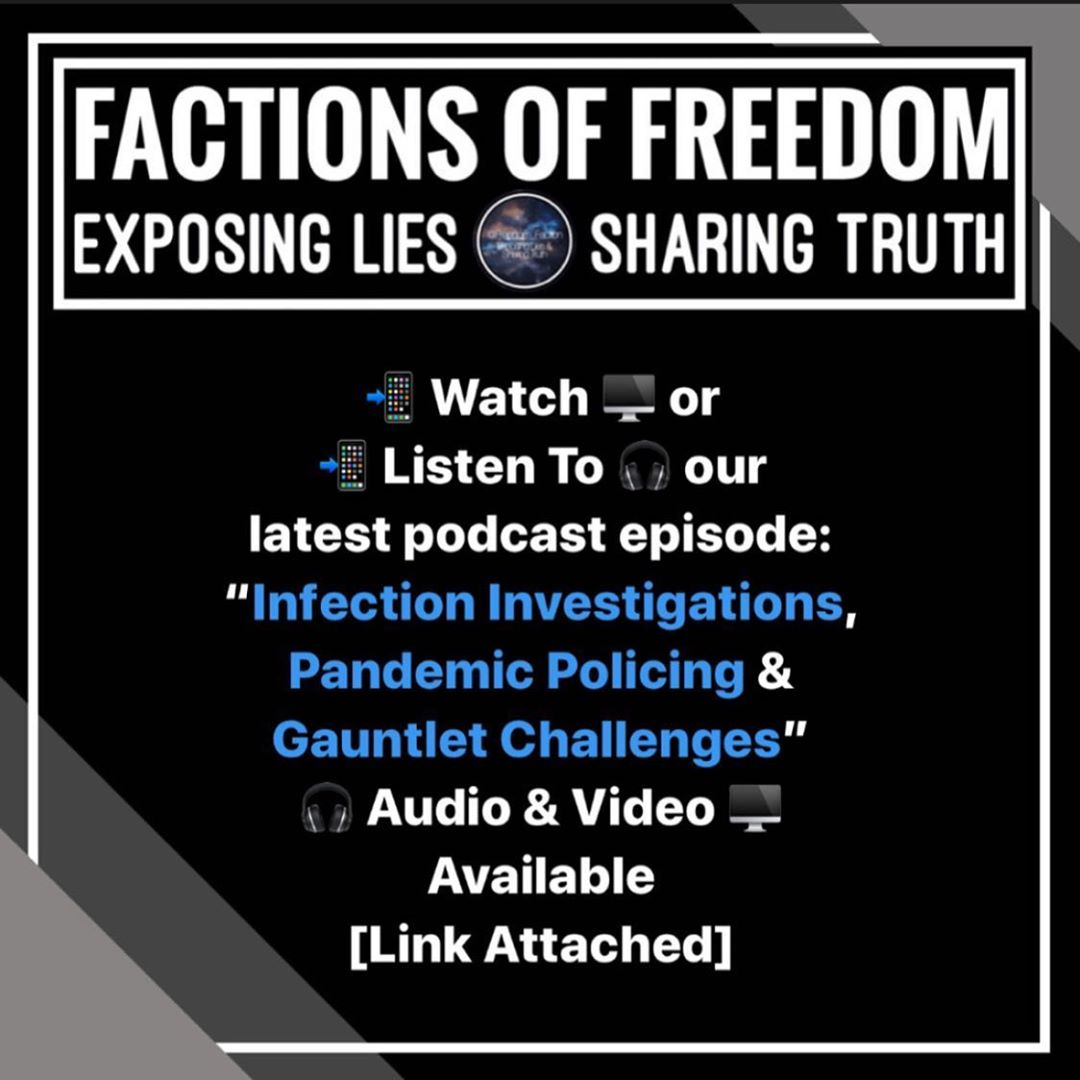 FACTIONS OF FREEDOM
EXPOSING LIES SHARING TRUTH
📲 Watch 🖥️ or
📲 Listen To 🎧 our
latest podcast episode:
“Infection Investigations,
Pandemic Policing &
Gauntlet Challenges”
🎧 Audio & Video 🖥️
Available
[Link Attached]